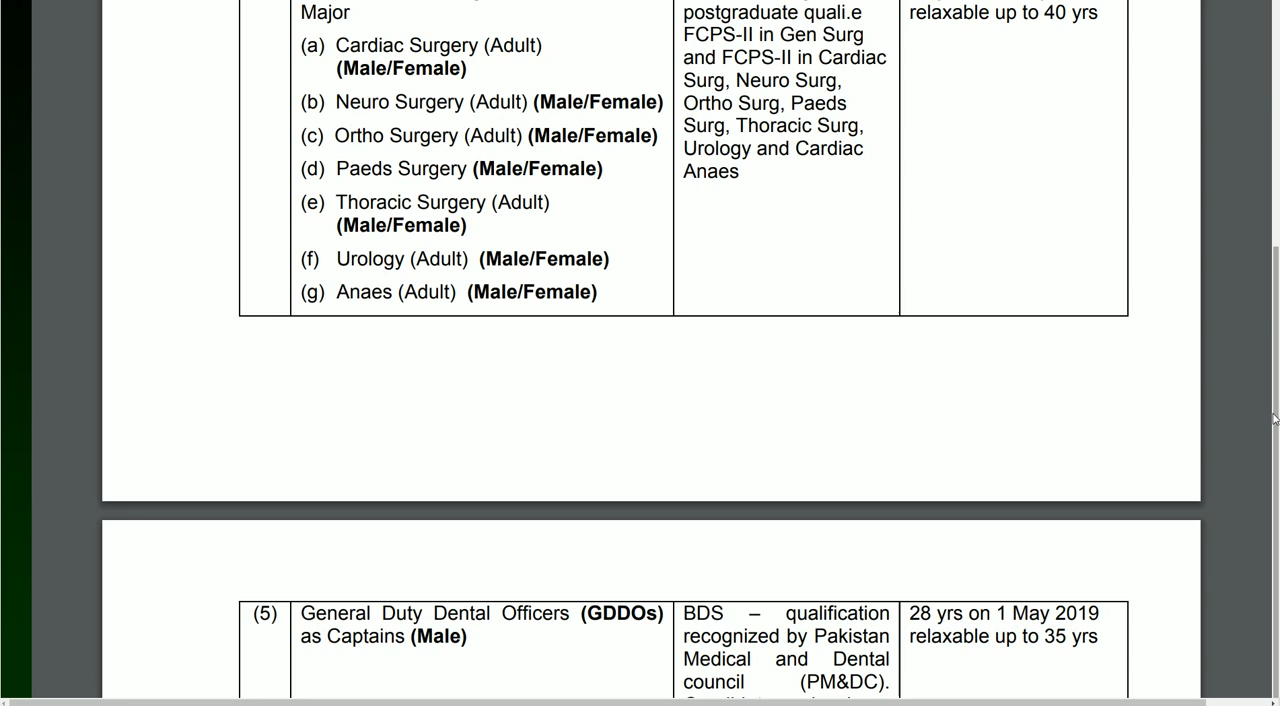 Major
(a) Cardiac Surgery (Adult)
(Male/Female)
(b) Neuro Surgery (Adult) (Male/Female)
(c) Ortho Surgery (Adult) (Male/Female)
(d) Paeds Surgery (Male/Female)
(e) Thoracic Surgery (Adult)
(Male/Female)
(f) Urology (Adult) (Male/Female)
(g) Anaes (Adult) (Male/Female)
postgraduate quali.e
FCPS-II in Gen Surg
and FCPS-II in Cardiac
Surg, Neuro Surg,
Ortho Surg, Paeds
Surg, Thoracic Surg,
Urology and Cardiac
Anaes
relaxable up to 40 yrs
(5)
General Duty Dental Officers (GDDOs)
as Captains (Male)
BDS – qualification
recognized by Pakistan
Medical and Dental
council (PM&DC).
28 yrs on 1 May 2019
relaxable up to 35 yrs